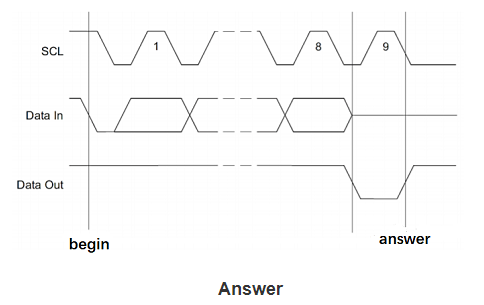 SCL
1
8
9
Data In
Data Out
begin
answer
Answer